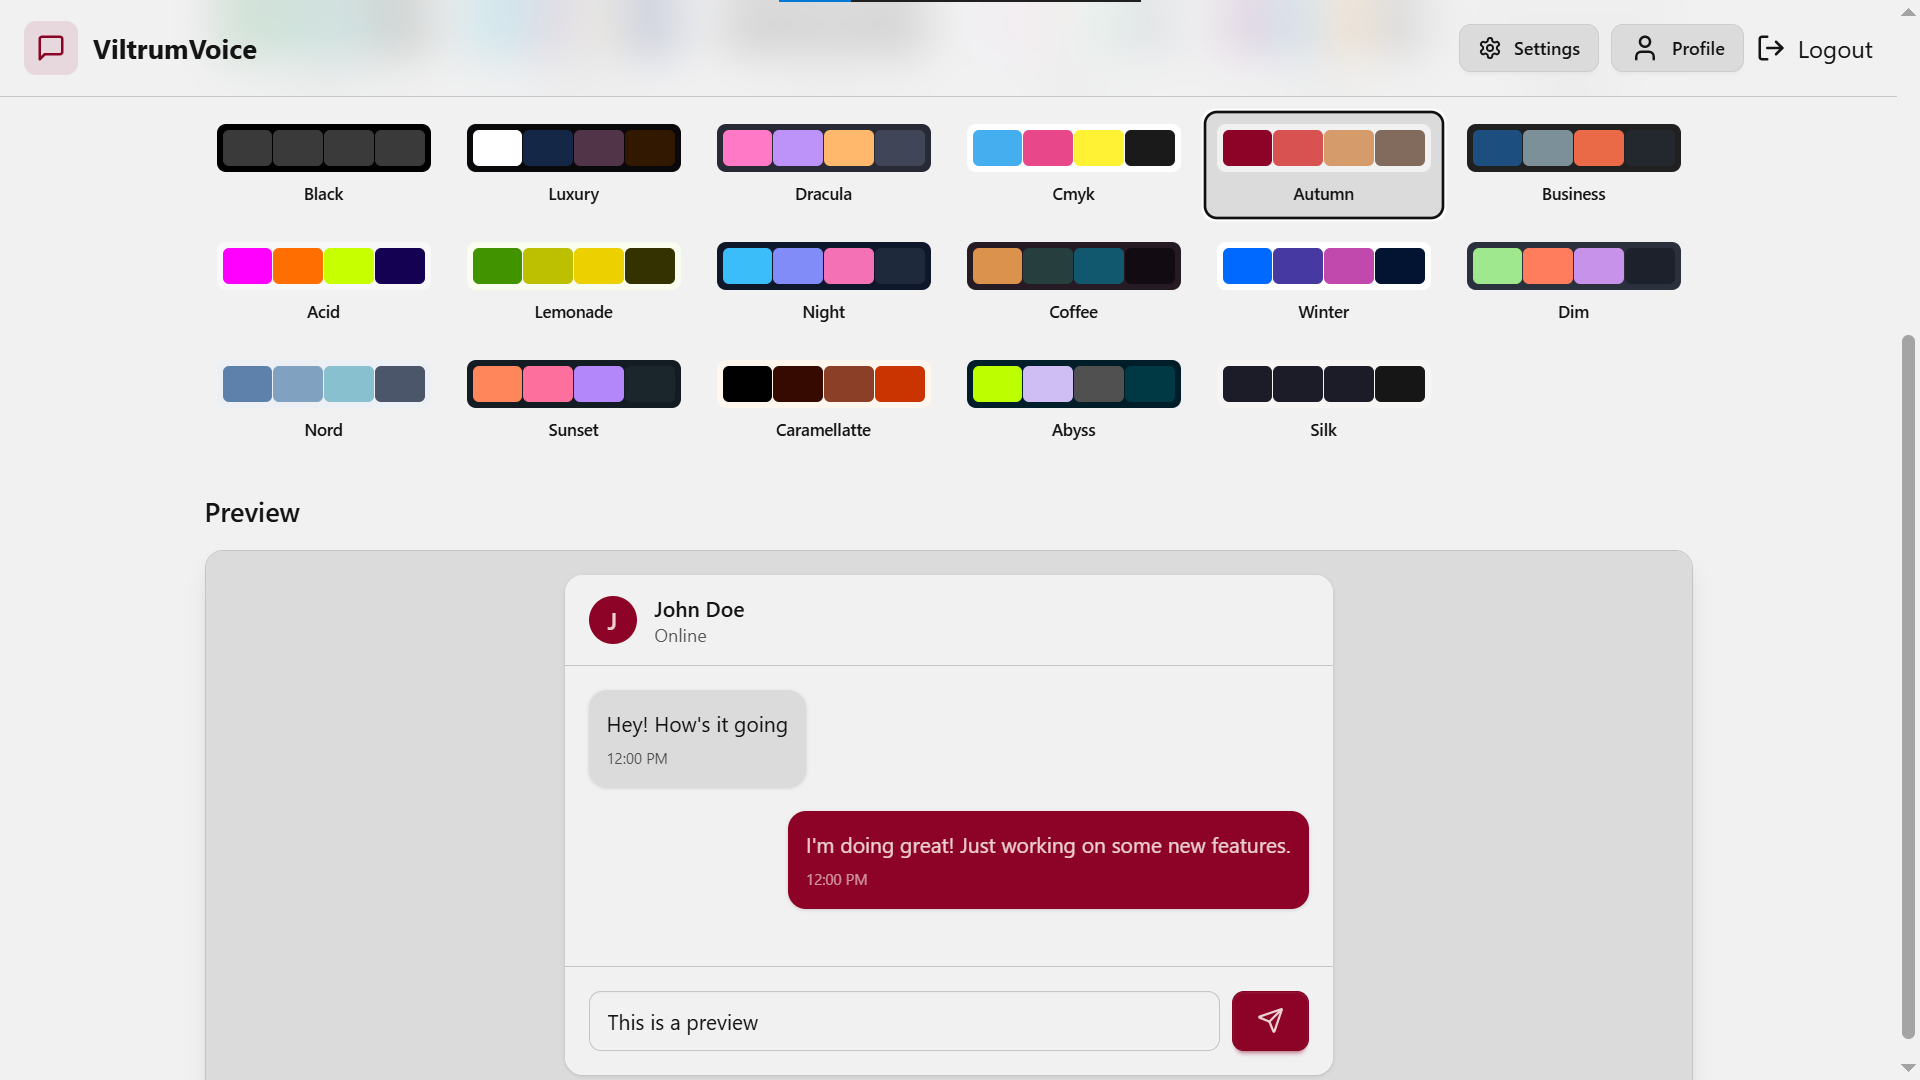 ViltrumVoice
Settings
Profile
Logout
Black
Luxury
Dracula
Cmyk
Autumn
Business
Acid
Lemonade
Night
Coffee
Winter
Dim
Nord
Sunset
Caramellatte
Abyss
Silk
Preview
J
John Doe
Online
Hey! How's it going
12:00 PM
I'm doing great! Just working on some new features.
12:00 PM
This is a preview